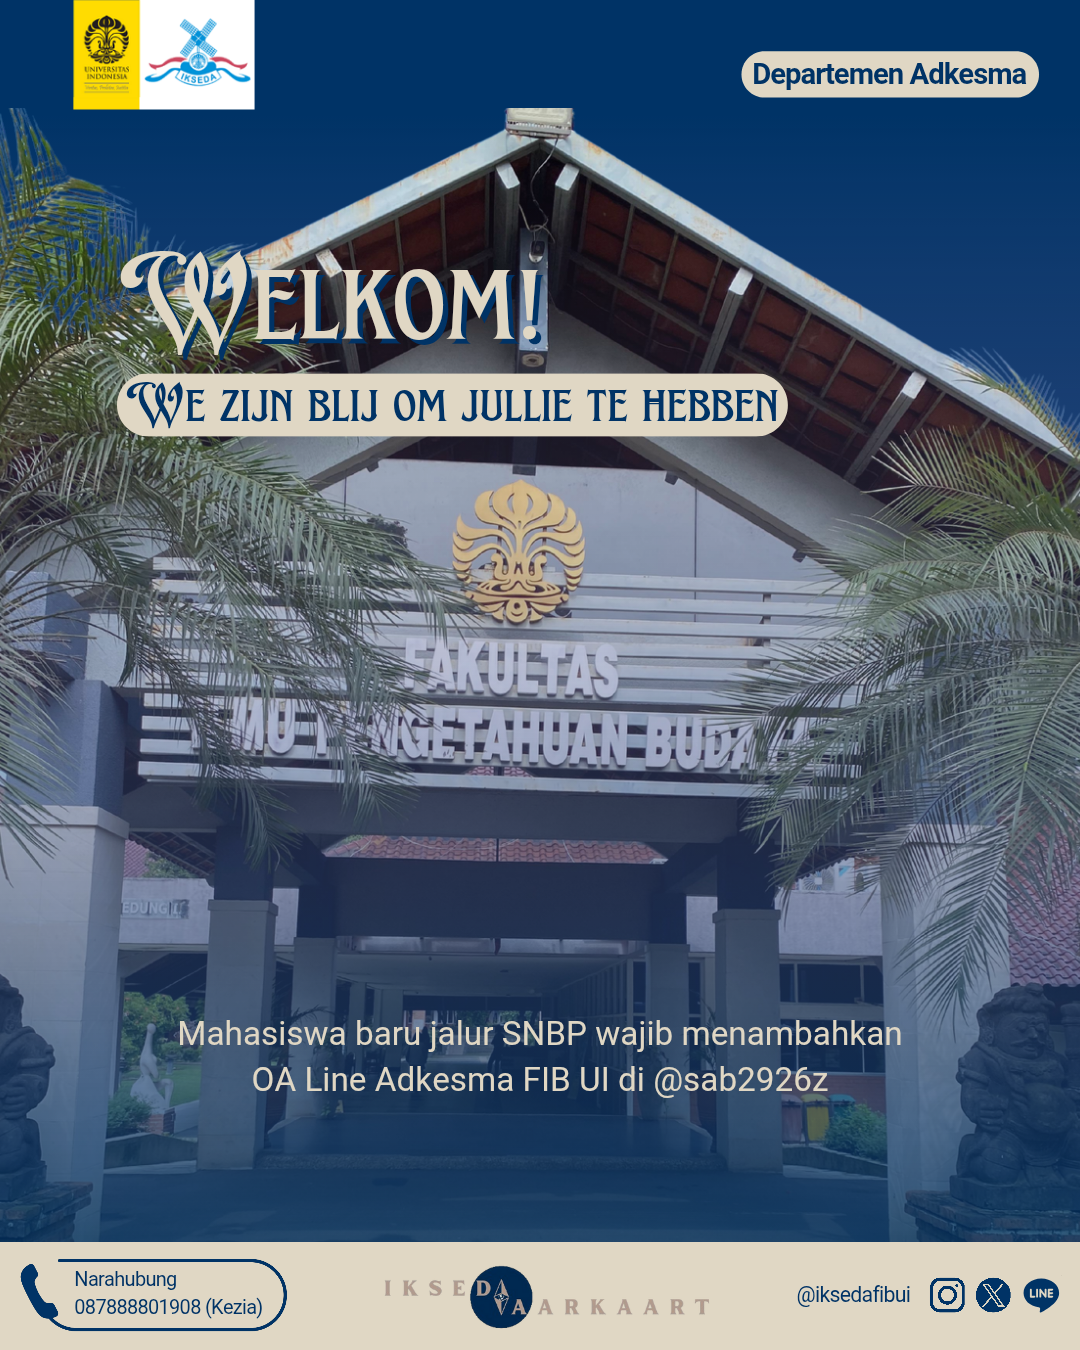 UNIVERSITAS
INDONESIA
IKSEDA
Departemen Adkesma
WELKOM!
WE ZIJN BLIJ OM JULLIE TE HEBBEN
FAKULTAS
PENGETAHUAN
Mahasiswa baru jalur SNBP wajib menambahkan
OA Line Adkesma FIB UI di @sab2926z
Narahubung
087888801908 (Kezia)
IKSEDA
VAARKAART
@iksedafibui
LINE